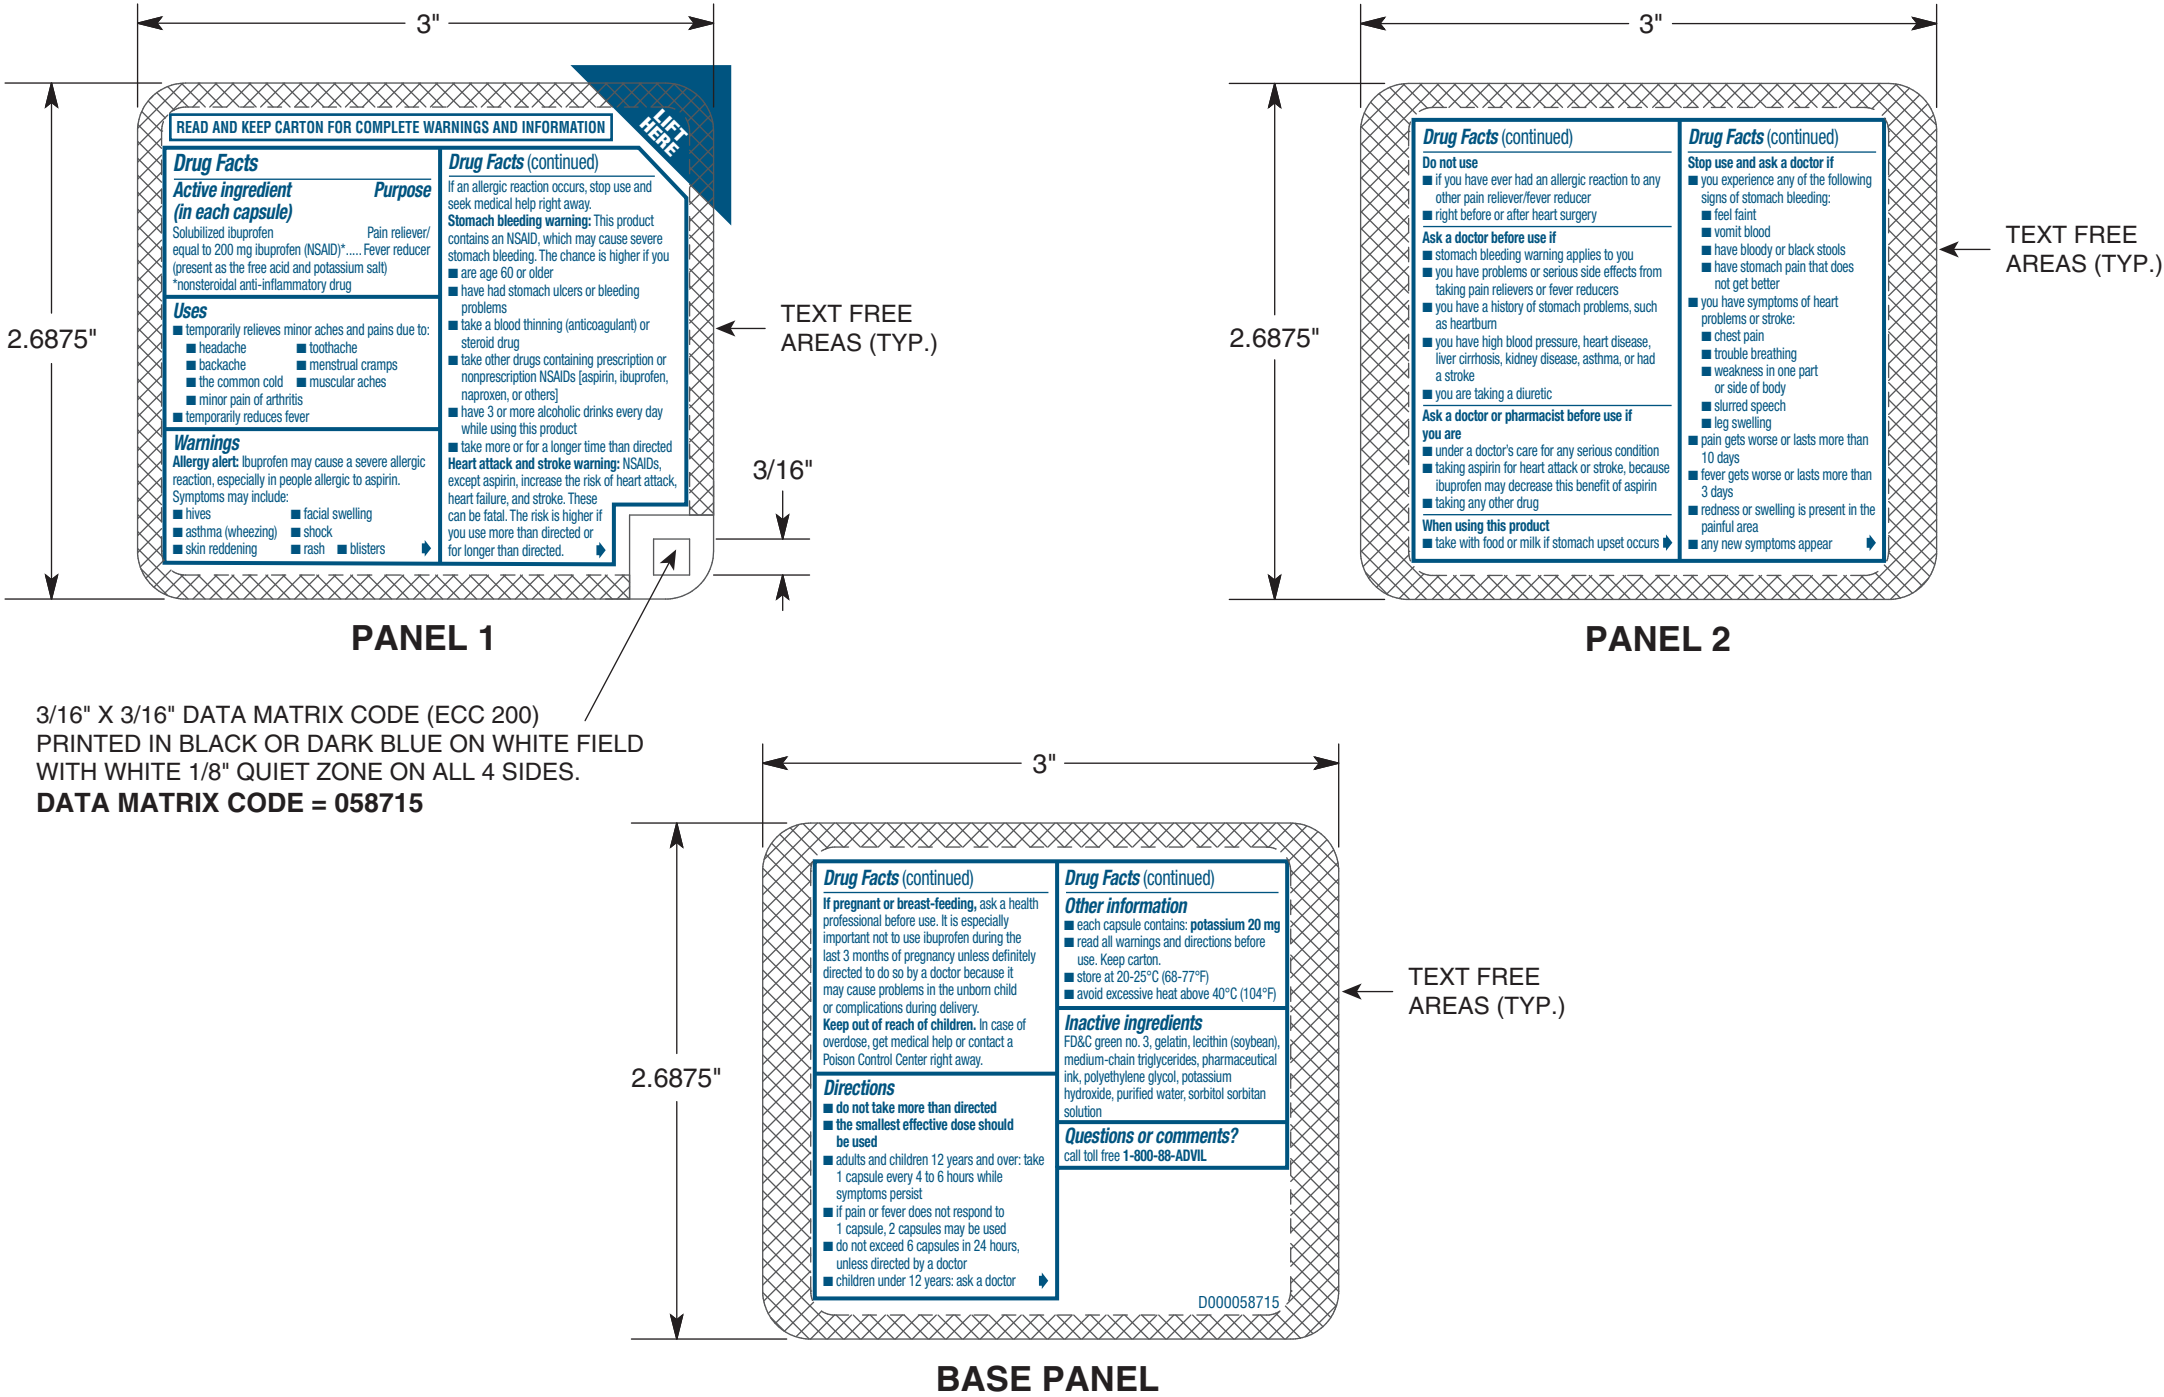 3"
2.6875"
READ AND KEEP CARTON FOR COMPLETE WARNINGS AND INFORMATION
LIFT
HERE
Drug Facts
Active ingredient Purpose
(in each capsule)
Solubilized ibuprofen Pain reliever/
equal to 200 mg ibuprofen (NSAID)*..... Fever reducer
(present as the free acid and potassium salt)
*nonsteroidal anti-inflammatory drug
Uses
■ temporarily relieves minor aches and pains due to:
■ headache ■ toothache
■ backache ■ menstrual cramps
■ the common cold ■ muscular aches
■ minor pain of arthritis
■ temporarily reduces fever
Warnings
Allergy alert: Ibuprofen may cause a severe allergic
reaction, especially in people allergic to aspirin.
Symptoms may include:
■ hives ■ facial swelling
■ asthma (wheezing) ■ shock
■ skin reddening ■ rash ■ blisters
Drug Facts (continued)
If an allergic reaction occurs, stop use and
seek medical help right away.
Stomach bleeding warning: This product
contains an NSAID, which may cause severe
stomach bleeding. The chance is higher if you
■ are age 60 or older
■ have had stomach ulcers or bleeding
problems
■ take a blood thinning (anticoagulant) or
steroid drug
■ take other drugs containing prescription or
nonprescription NSAIDs [aspirin, ibuprofen,
naproxen, or others]
■ have 3 or more alcoholic drinks every day
while using this product
■ take more or for a longer time than directed
Heart attack and stroke warning: NSAIDs,
except aspirin, increase the risk of heart attack,
heart failure, and stroke. These
can be fatal. The risk is higher if
you use more than directed or
for longer than directed.
TEXT FREE
AREAS (TYP.)
3/16"
PANEL 1
3/16" X 3/16" DATA MATRIX CODE (ECC 200)
PRINTED IN BLACK OR DARK BLUE ON WHITE FIELD
WITH WHITE 1/8" QUIET ZONE ON ALL 4 SIDES.
DATA MATRIX CODE = 058715
3"
2.6875"
Drug Facts (continued)
Do not use
■ if you have ever had an allergic reaction to any
other pain reliever/fever reducer
■ right before or after heart surgery
Ask a doctor before use if
■ stomach bleeding warning applies to you
■ you have problems or serious side effects from
taking pain relievers or fever reducers
■ you have a history of stomach problems, such
as heartburn
■ you have high blood pressure, heart disease,
liver cirrhosis, kidney disease, asthma, or had
a stroke
■ you are taking a diuretic
Ask a doctor or pharmacist before use if
you are
■ under a doctor's care for any serious condition
■ taking aspirin for heart attack or stroke, because
ibuprofen may decrease this benefit of aspirin
■ taking any other drug
When using this product
■ take with food or milk if stomach upset occurs
Drug Facts (continued)
Stop use and ask a doctor if
■ you experience any of the following
signs of stomach bleeding:
■ feel faint
■ vomit blood
■ have bloody or black stools
■ have stomach pain that does
not get better
■ you have symptoms of heart
problems or stroke:
■ chest pain
■ trouble breathing
■ weakness in one part
or side of body
■ slurred speech
■ leg swelling
■ pain gets worse or lasts more than
10 days
■ fever gets worse or lasts more than
3 days
■ redness or swelling is present in the
painful area
■ any new symptoms appear
TEXT FREE
AREAS (TYP.)
PANEL 2
3"
2.6875"
Drug Facts (continued)
If pregnant or breast-feeding, ask a health
professional before use. It is especially
important not to use ibuprofen during the
last 3 months of pregnancy unless definitely
directed to do so by a doctor because it
may cause problems in the unborn child
or complications during delivery.
Keep out of reach of children. In case of
overdose, get medical help or contact a
Poison Control Center right away.
Directions
■ do not take more than directed
■ the smallest effective dose should
be used
■ adults and children 12 years and over: take
1 capsule every 4 to 6 hours while
symptoms persist
■ if pain or fever does not respond to
1 capsule, 2 capsules may be used
■ do not exceed 6 capsules in 24 hours,
unless directed by a doctor
■ children under 12 years: ask a doctor
Drug Facts (continued)
Other information
■ each capsule contains: potassium 20 mg
■ read all warnings and directions before
use. Keep carton.
■ store at 20-25°C (68-77°F)
■ avoid excessive heat above 40°C (104°F)
Inactive ingredients
FD&C green no. 3, gelatin, lecithin (soybean),
medium-chain triglycerides, pharmaceutical
ink, polyethylene glycol, potassium
hydroxide, purified water, sorbitol sorbitan
solution
Questions or comments?
call toll free 1-800-88-ADVIL
D000058715
TEXT FREE
AREAS (TYP.)
BASE PANEL